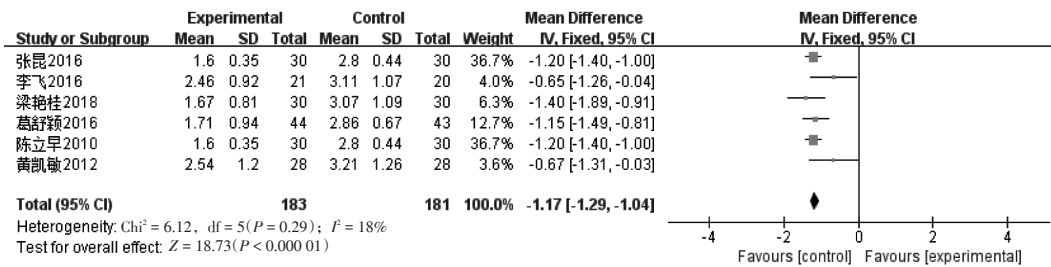 Experimental Control Mean Difference Mean Difference
Study or Subgroup Mean SD Total Mean SD Total Weight IV, Fixed, 95% CI IV, Fixed, 95% CI
张昆2016 1.6 0.35 30 2.8 0.44 30 36.7% -1.20 [-1.40, -1.00]
李飞2016 2.46 0.92 21 3.11 1.07 20 4.0% -0.65 [-1.26, -0.04]
梁艳桂2018 1.67 0.81 30 3.07 1.09 30 6.3% -1.40 [-1.89, -0.91]
葛舒颖2016 1.71 0.94 44 2.86 0.67 43 12.7% -1.15 [-1.49, -0.81]
陈立早2010 1.6 0.35 30 2.8 0.44 30 36.7% -1.20 [-1.40, -1.00]
黄凯敏2012 2.54 1.2 28 3.21 1.26 28 3.6% -0.67 [-1.31, -0.03]
Total (95% CI) 183 181 100.0% -1.17 [-1.29, -1.04]
Heterogeneity: Chi² = 6.12, df = 5(P = 0.29); I² = 18%
Test for overall effect: Z = 18.73(P < 0.000 01)
-4 -2 0 2 4
Favours [control] Favours [experimental]